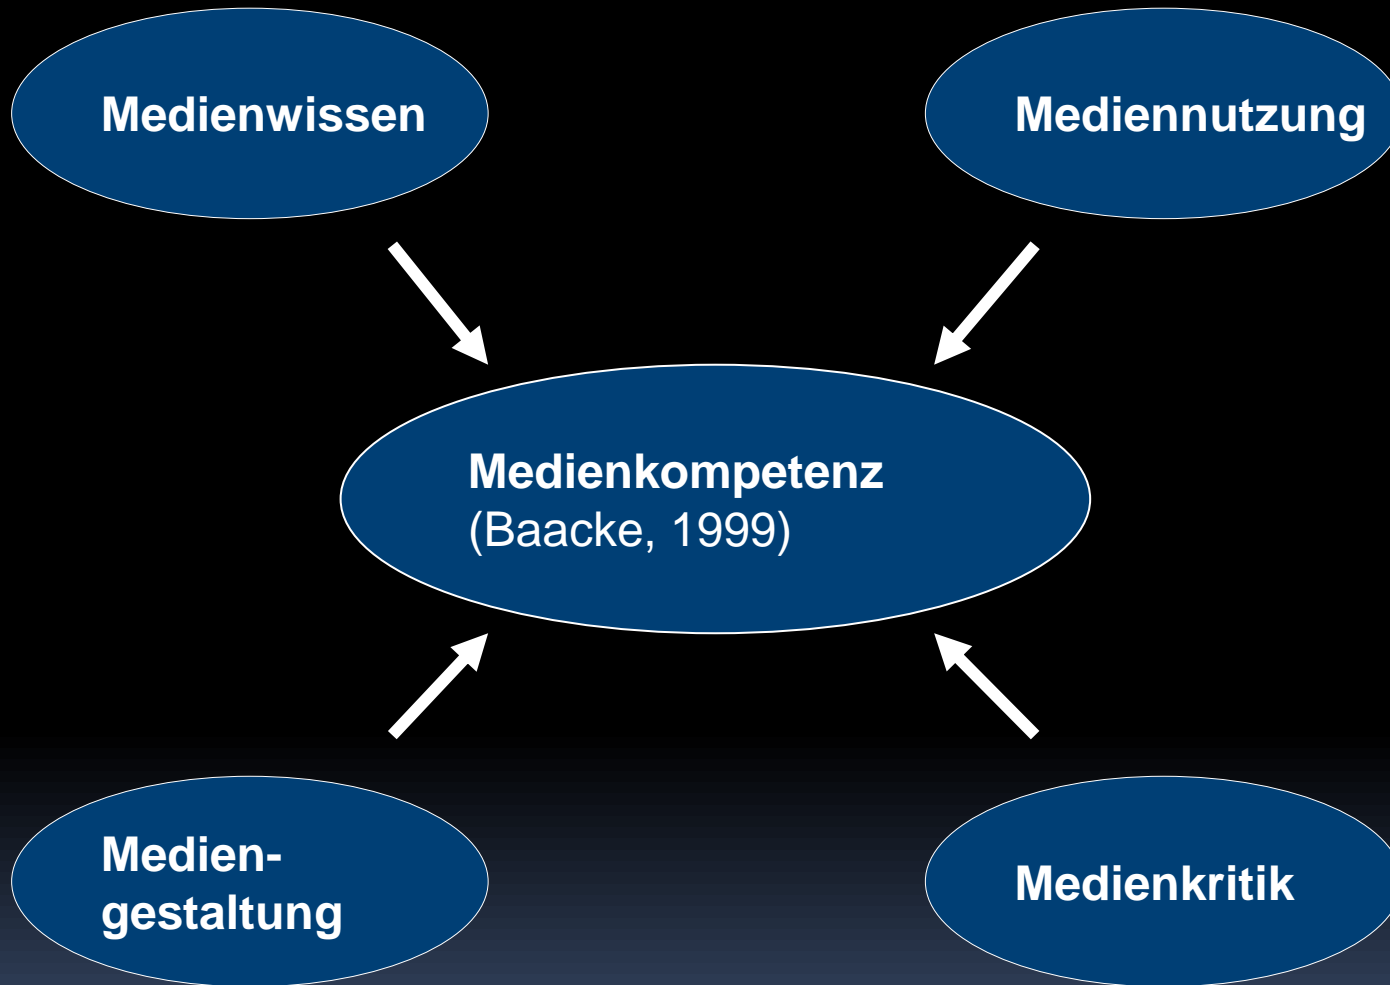 Medienwissen
Mediennutzung
Medienkompetenz
(Baacke, 1999)
Medien-
gestaltung
Medienkritik